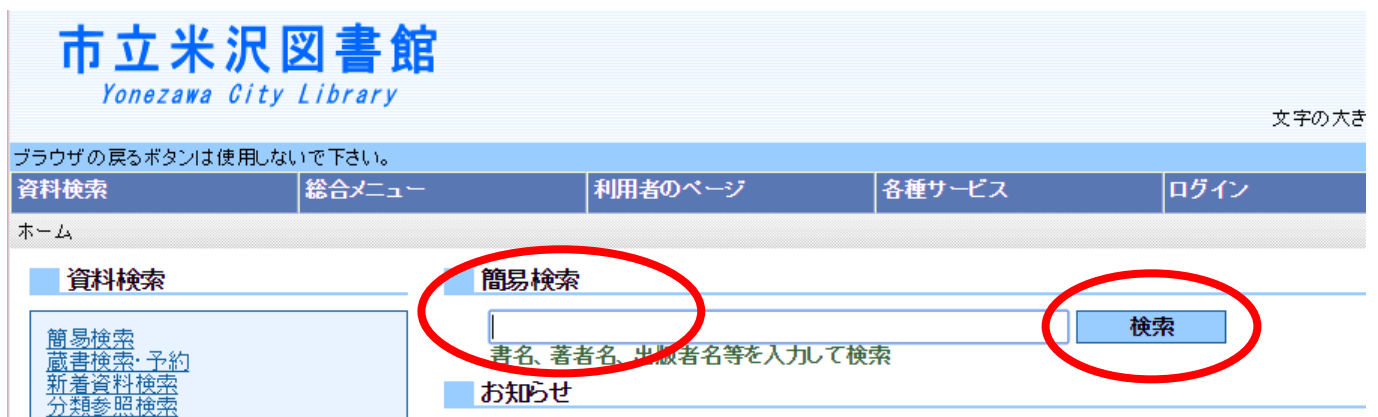 市立米沢図書館
Yonezawa City Library
文字の大き
ブラウザの戻るボタンは使用しないで下さい。
資料検索 総合メニュー 利用者のページ 各種サービス ログイン
ホーム
資料検索
簡易検索
蔵書検索・予約
新着資料検索
分類参照検索
簡易検索
検索
書名、著者名、出版者名等を入力して検索
お知らせ